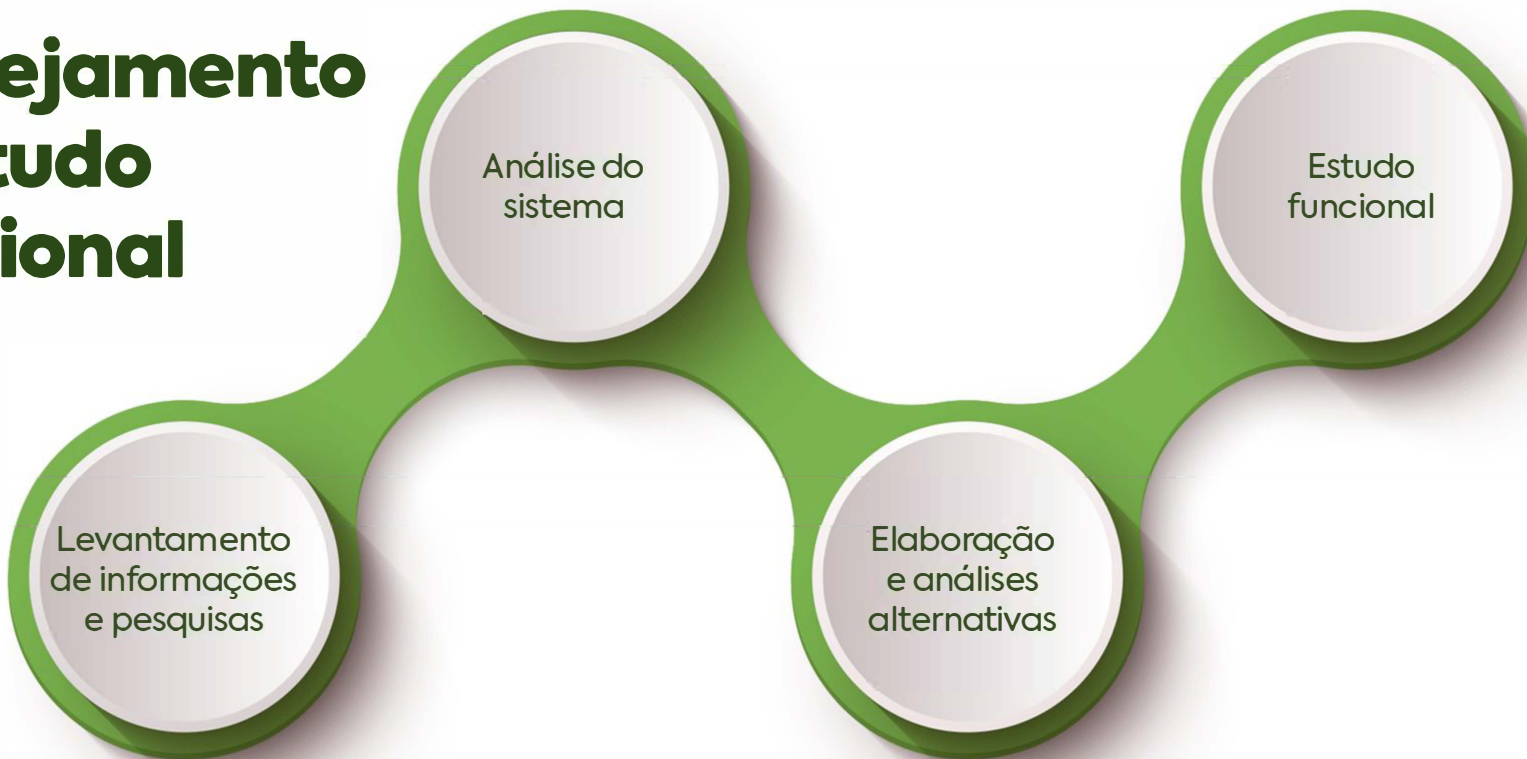 ejamento
tudo
ional
Análise do
sistema
Estudo
funcional
Levantamento
de informações
e pesquisas
Elaboração
e análises
alternativas